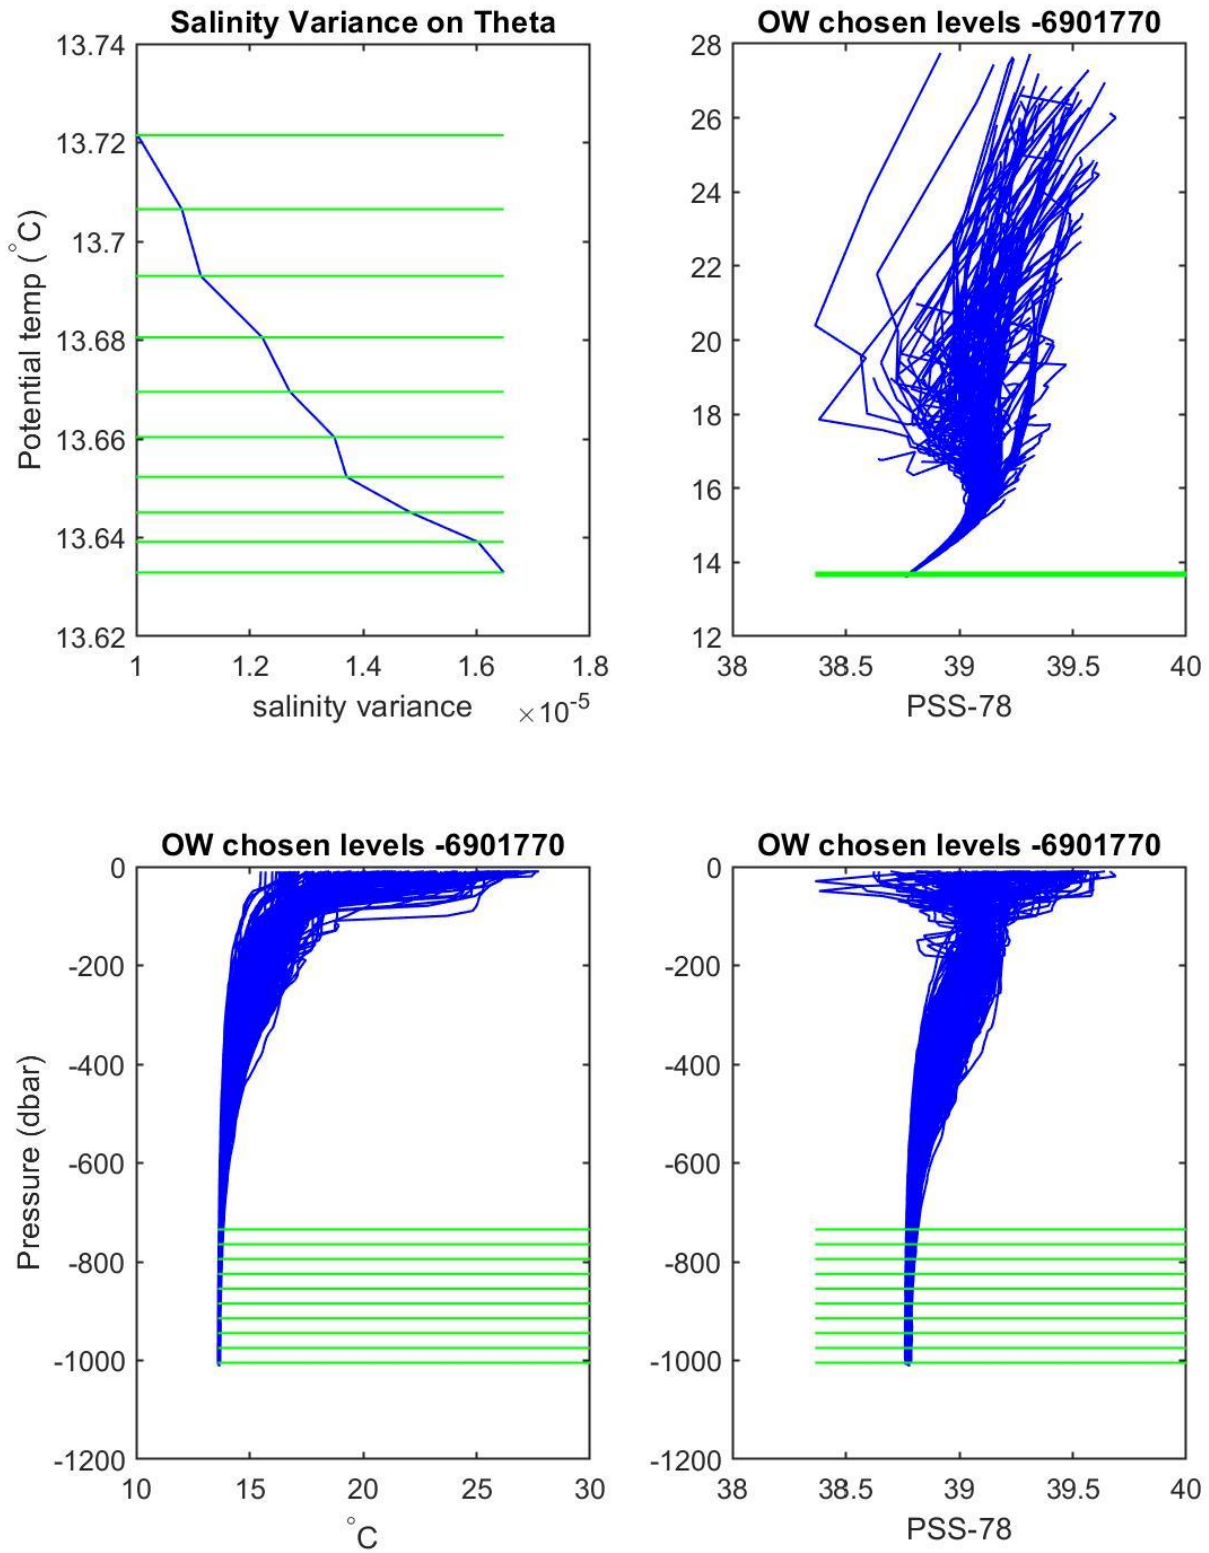 Salinity Variance on Theta
13.74
13.72
13.7
13.68
13.66
13.64
13.62
Potential temp (°C)
1 1.2 1.4 1.6 1.8
salinity variance ×10-5
OW chosen levels -6901770
28
26
24
22
20
18
16
14
12
38 38.5 39 39.5 40
PSS-78
OW chosen levels -6901770
0
-200
-400
-600
-800
-1000
-1200
Pressure (dbar)
10 15 20 25 30
°C
OW chosen levels -6901770
0
-200
-400
-600
-800
-1000
-1200
38 38.5 39 39.5 40
PSS-78